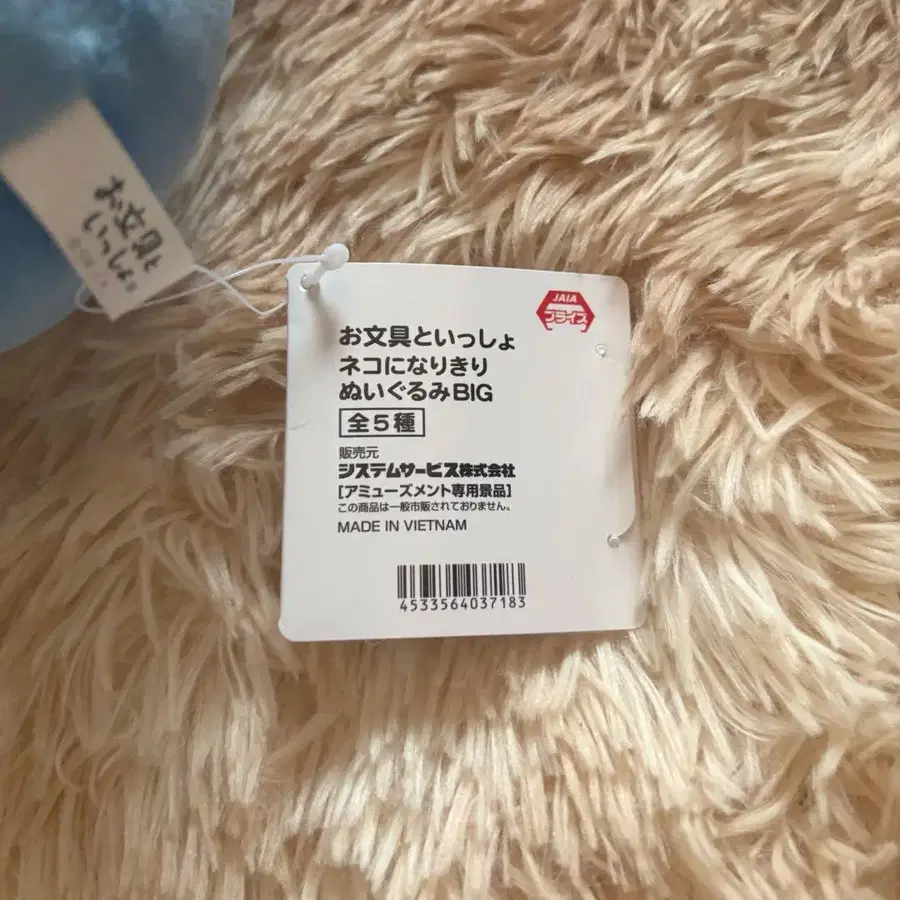 お文具と
いっしょ
JAIA
プライズ
お文具といっしょ
ネコになりきり
ぬいぐるみBIG
全5種
販売元
システムサービス株式会社
[アミューズメント専用景品]
この商品は一般市販されておりません。
MADE IN VIETNAM
4533564037183